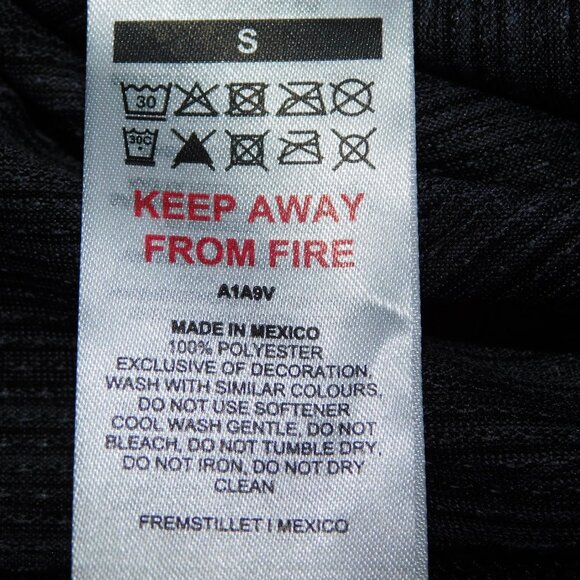 S
30
30C
KEEP AWAY
FROM FIRE
A1A9V
MADE IN MEXICO
100% POLYESTER
EXCLUSIVE OF DECORATION,
WASH WITH SIMILAR COLOURS,
DO NOT USE SOFTENER
COOL WASH GENTLE, DO NOT
BLEACH, DO NOT TUMBLE DRY,
DO NOT IRON, DO NOT DRY
CLEAN
FREMSTILLET I MEXICO